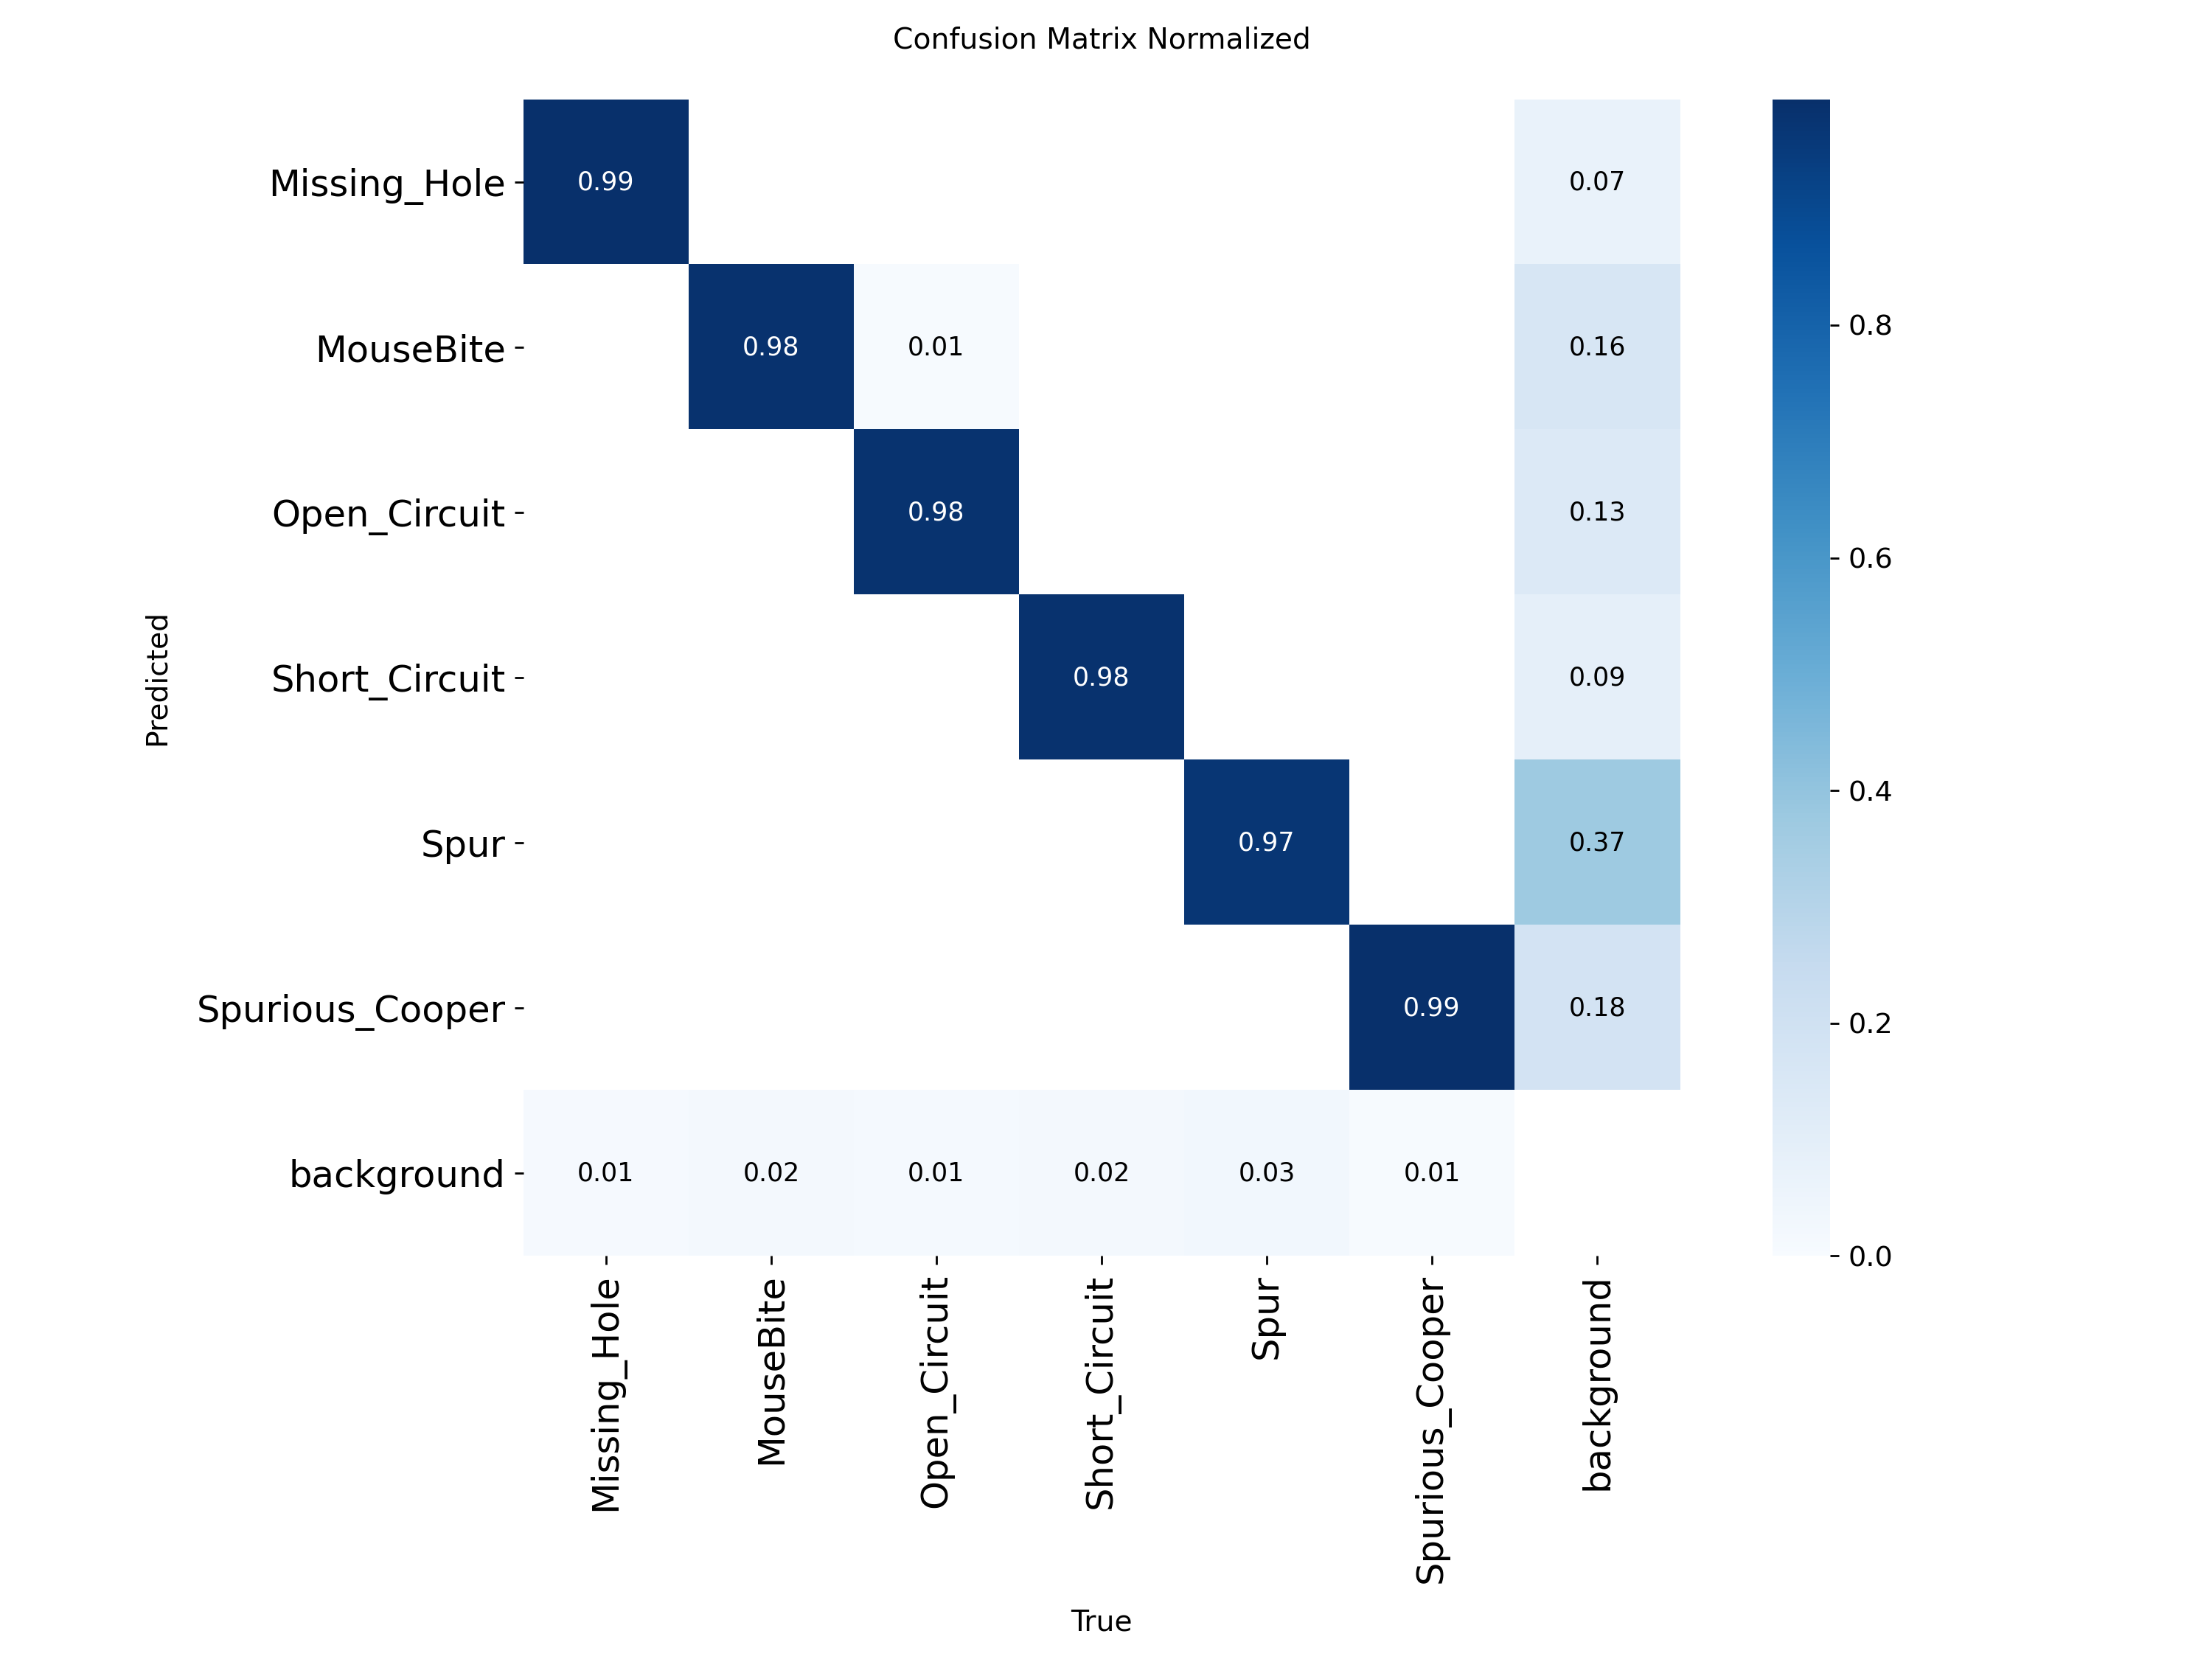 Confusion Matrix Normalized
Missing_Hole 0.99 0.07
MouseBite 0.98 0.01 0.16 0.8
Open_Circuit 0.98 0.13 0.6
Predicted
Short_Circuit 0.98 0.09
Spur 0.97 0.37 0.4
Spurious_Cooper 0.99 0.18 0.2
background 0.01 0.02 0.01 0.02 0.03 0.01 0.0
Missing_Hole MouseBite Open_Circuit Short_Circuit Spur Spurious_Cooper background
True